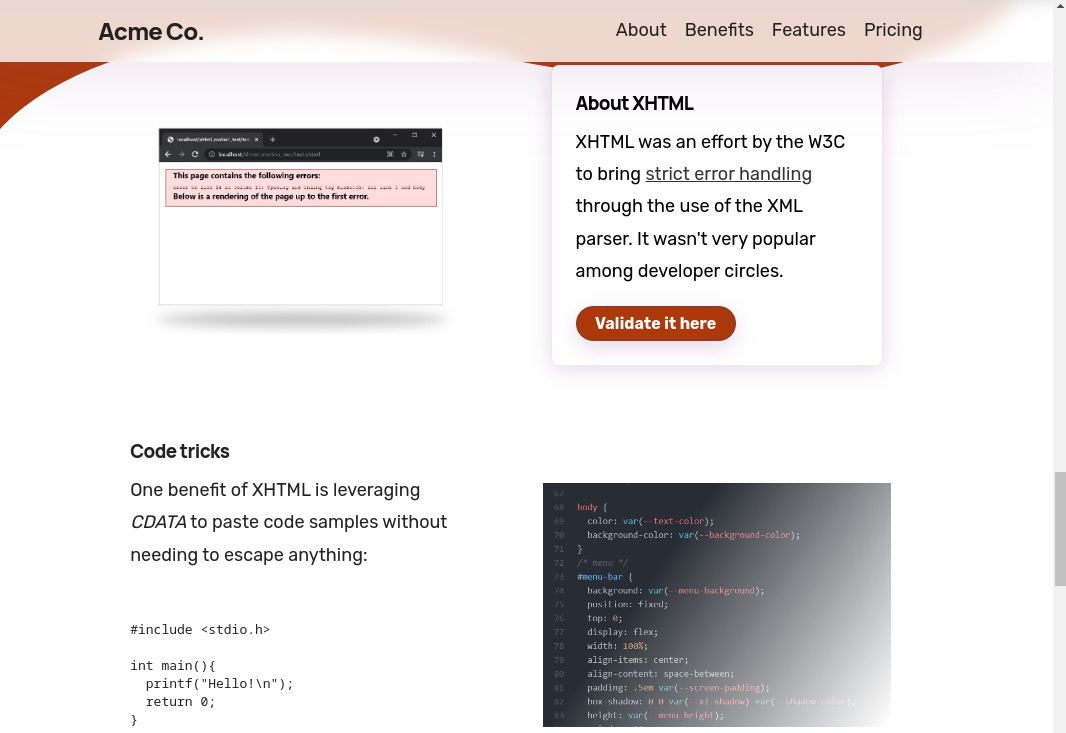 Acme Co.
About Benefits Features Pricing
localhost/xhtml_motion_test/tes
localhost/xhtml_motion_test/test.xhtml
This page contains the following errors:
Below is a rendering of the page up to the first error.
About XHTML
XHTML was an effort by the W3C
to bring strict error handling
through the use of the XML
parser. It wasn't very popular
among developer circles.
Validate it here
Code tricks
One benefit of XHTML is leveraging
CDATA to paste code samples without
needing to escape anything:
#include <stdio.h>
int main(){
printf("Hello!\n");
return 0;
}
67
68 body {
69 color: var(--text-color);
70 background-color: var(--background-color);
71 }
72 /* menu */
73 #menu-bar {
74 background: var(--menu-background);
75 position: fixed;
76 top: 0;
77 display: flex;
78 width: 100%;
79 align-items: center;
80 align-content: space-between;
81 padding: .5em var(--screen-padding);
82 box-shadow: 0 0 var(--xl-shadow) var(--shadow-color);
83 height: var(--menu-height);